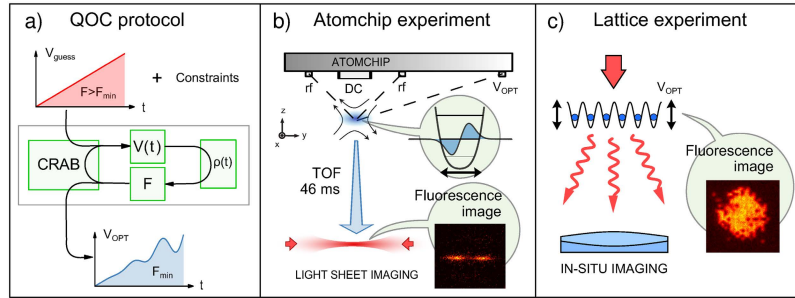 a) QOC protocol
V_guess
F>F_min
t
+ Constraints
CRAB
V(t)
F
ρ(t)
V_OPT
F_min
t
b) Atomchip experiment
ATOMCHIP
rf
DC
rf
V_OPT
z
y
x
TOF
46 ms
Fluorescence
image
LIGHT SHEET IMAGING
c) Lattice experiment
Fluorescence
image
IN-SITU IMAGING